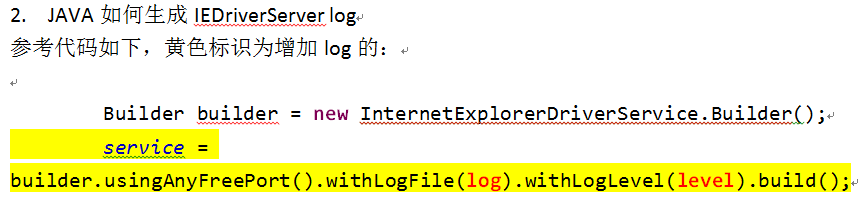 2. JAVA 如何生成 IEDriverServer log
参考代码如下，黄色标识为增加 log 的：
Builder builder = new InternetExplorerDriverService.Builder();
service =
builder.usingAnyFreePort().withLogFile(log).withLogLevel(level).build();